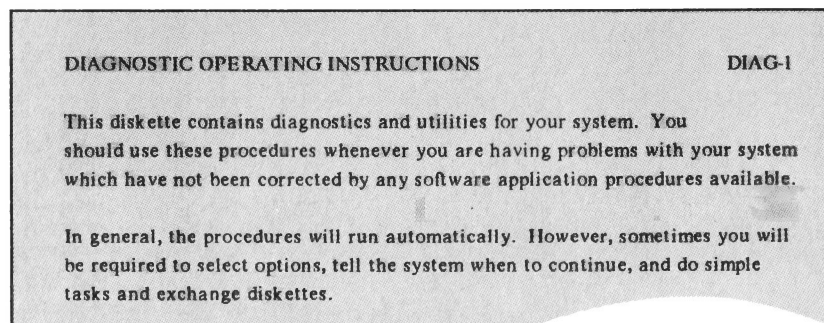 DIAGNOSTIC OPERATING INSTRUCTIONS DIAG-1
This diskette contains diagnostics and utilities for your system. You
should use these procedures whenever you are having problems with your system
which have not been corrected by any software application procedures available.
In general, the procedures will run automatically. However, sometimes you will
be required to select options, tell the system when to continue, and do simple
tasks and exchange diskettes.